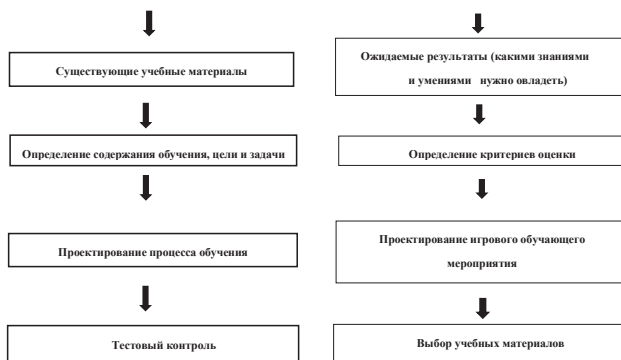 Существующие учебные материалы
Определение содержания обучения, цели и задачи
Проектирование процесса обучения
Тестовый контроль
Ожидаемые результаты (какими знаниями
и умениями нужно овладеть)
Определение критериев оценки
Проектирование игрового обучающего
мероприятия
Выбор учебных материалов